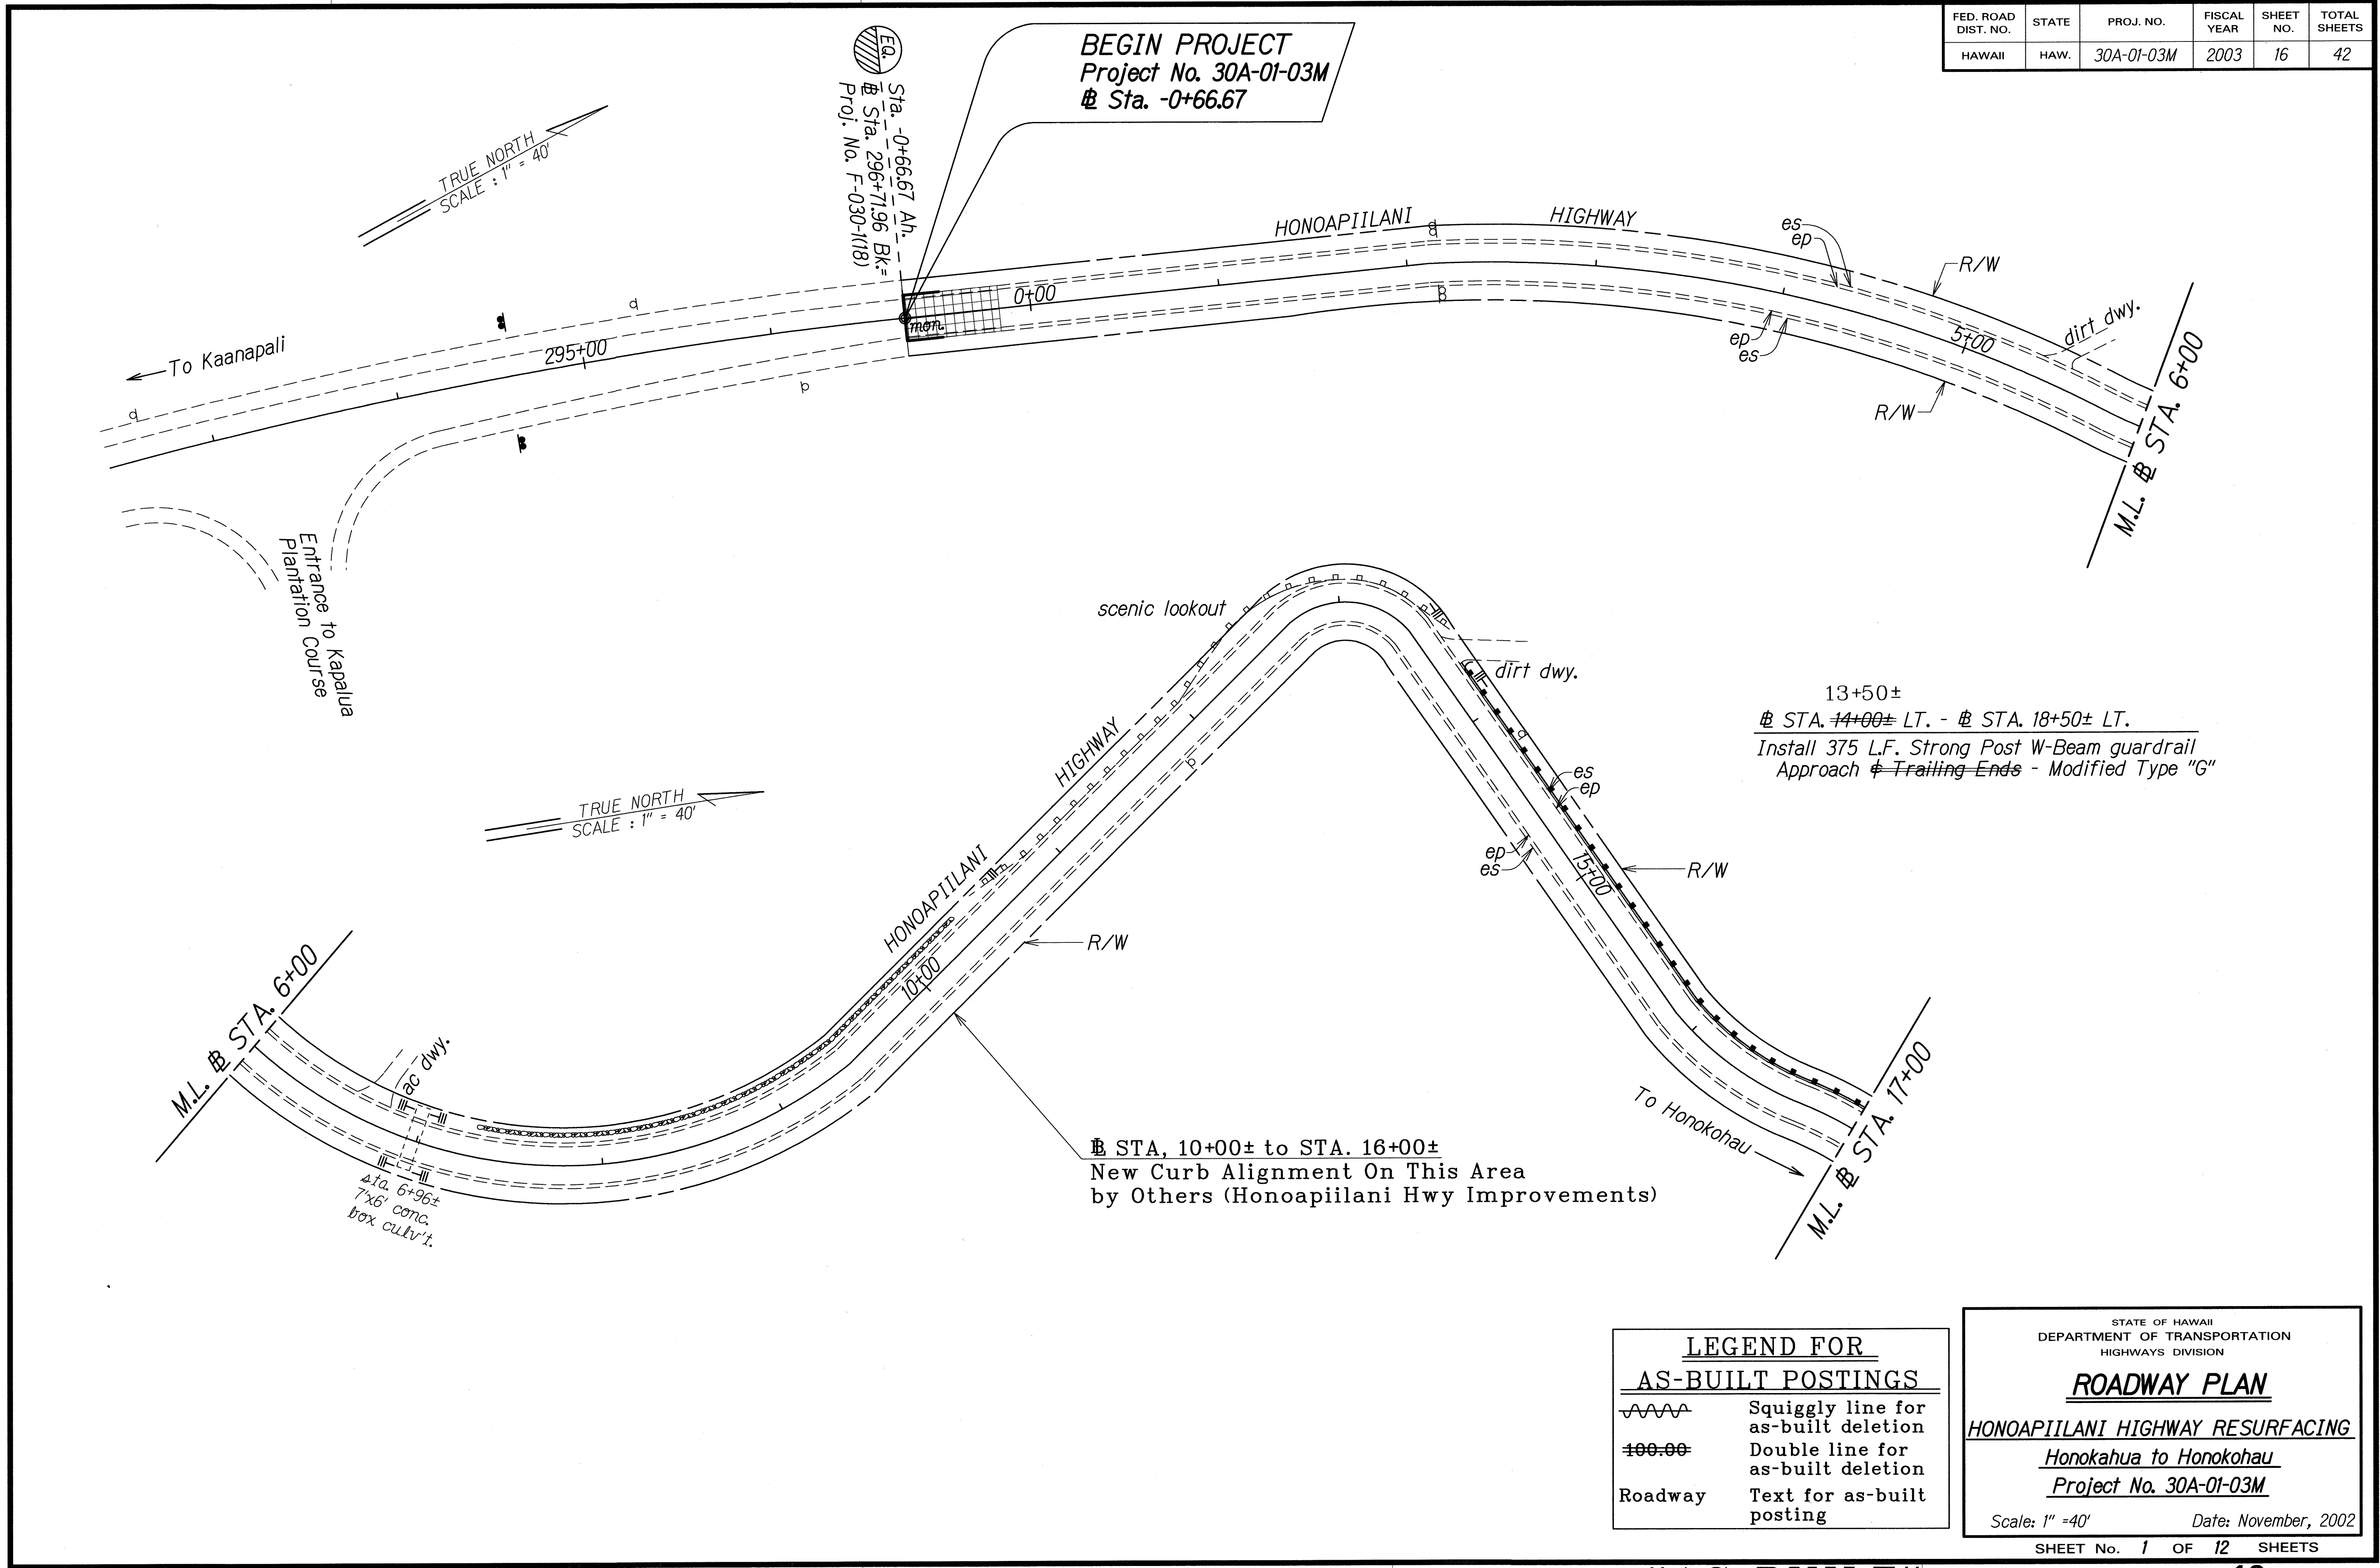 FED. ROAD DIST. NO. STATE PROJ. NO. FISCAL YEAR SHEET NO. TOTAL SHEETS
HAWAII HAW. 30A-01-03M 2003 16 42
BEGIN PROJECT
Project No. 30A-01-03M
℄ Sta. -0+66.67
EQ.
Sta. -0+66.67 Ah.
℄ Sta. 296+71.96 Bk.=
Proj. No. F-030-1(18)
TRUE NORTH
SCALE : 1" = 40'
HONOAPIILANI HIGHWAY
es
ep
R/W
dirt dwy.
To Kaanapali
295+00
mon.
0+00
ep
es
5+00
R/W
M.L. ℄ STA. 6+00
Entrance to Kapalua
Plantation Course
scenic lookout
dirt dwy.
13+50±
℄ STA. 14+00± LT. - ℄ STA. 18+50± LT.
Install 375 L.F. Strong Post W-Beam guardrail
Approach & Trailing Ends - Modified Type "G"
TRUE NORTH
SCALE : 1" = 40'
HONOAPIILANI HIGHWAY
es
ep
ep
es
15+00
R/W
R/W
10+00
M.L. ℄ STA. 6+00
ac dwy.
sta. 6+96±
7'x6' conc.
box culv't.
℄ STA, 10+00± to STA. 16+00±
New Curb Alignment On This Area
by Others (Honoapiilani Hwy Improvements)
To Honokohau
M.L. ℄ STA. 17+00
LEGEND FOR
AS-BUILT POSTINGS
Squiggly line for
as-built deletion
100.00 Double line for
as-built deletion
Roadway Text for as-built
posting
STATE OF HAWAII
DEPARTMENT OF TRANSPORTATION
HIGHWAYS DIVISION
ROADWAY PLAN
HONOAPIILANI HIGHWAY RESURFACING
Honokahua to Honokohau
Project No. 30A-01-03M
Scale: 1" =40' Date: November, 2002
SHEET No. 1 OF 12 SHEETS